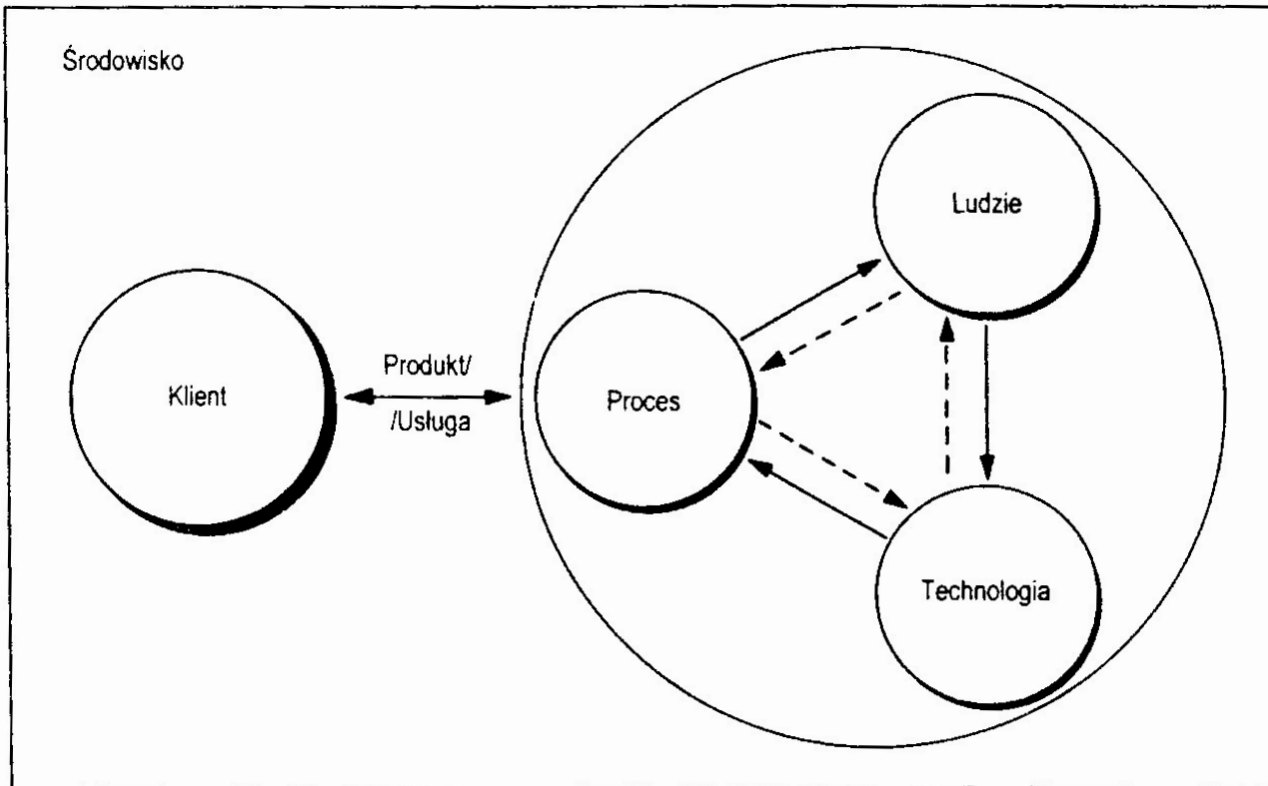 Środowisko
Ludzie
Klient
Produkt/
/Usługa
Proces
Technologia